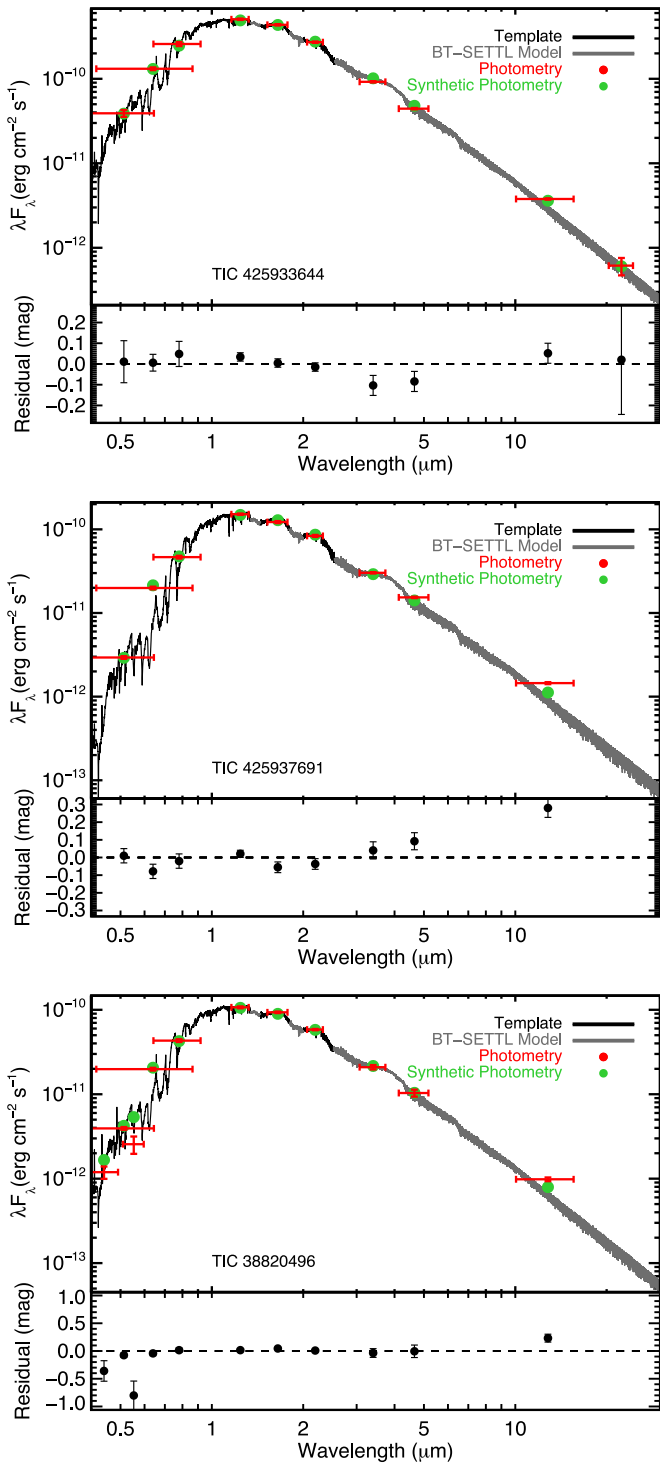 λFλ(erg cm−2 s−1)
10−10
10−11
10−12
Template
BT−SETTL Model
Photometry
Synthetic Photometry
TIC 425933644
Residual (mag)
0.2
0.1
0.0
−0.1
−0.2
0.5 1 2 5 10
Wavelength (μm)
λFλ(erg cm−2 s−1)
10−10
10−11
10−12
10−13
Template
BT−SETTL Model
Photometry
Synthetic Photometry
TIC 425937691
Residual (mag)
0.3
0.2
0.1
0.0
−0.1
−0.2
−0.3
0.5 1 2 5 10
Wavelength (μm)
λFλ(erg cm−2 s−1)
10−10
10−11
10−12
10−13
Template
BT−SETTL Model
Photometry
Synthetic Photometry
TIC 38820496
Residual (mag)
1.0
0.5
0.0
−0.5
−1.0
0.5 1 2 5 10
Wavelength (μm)